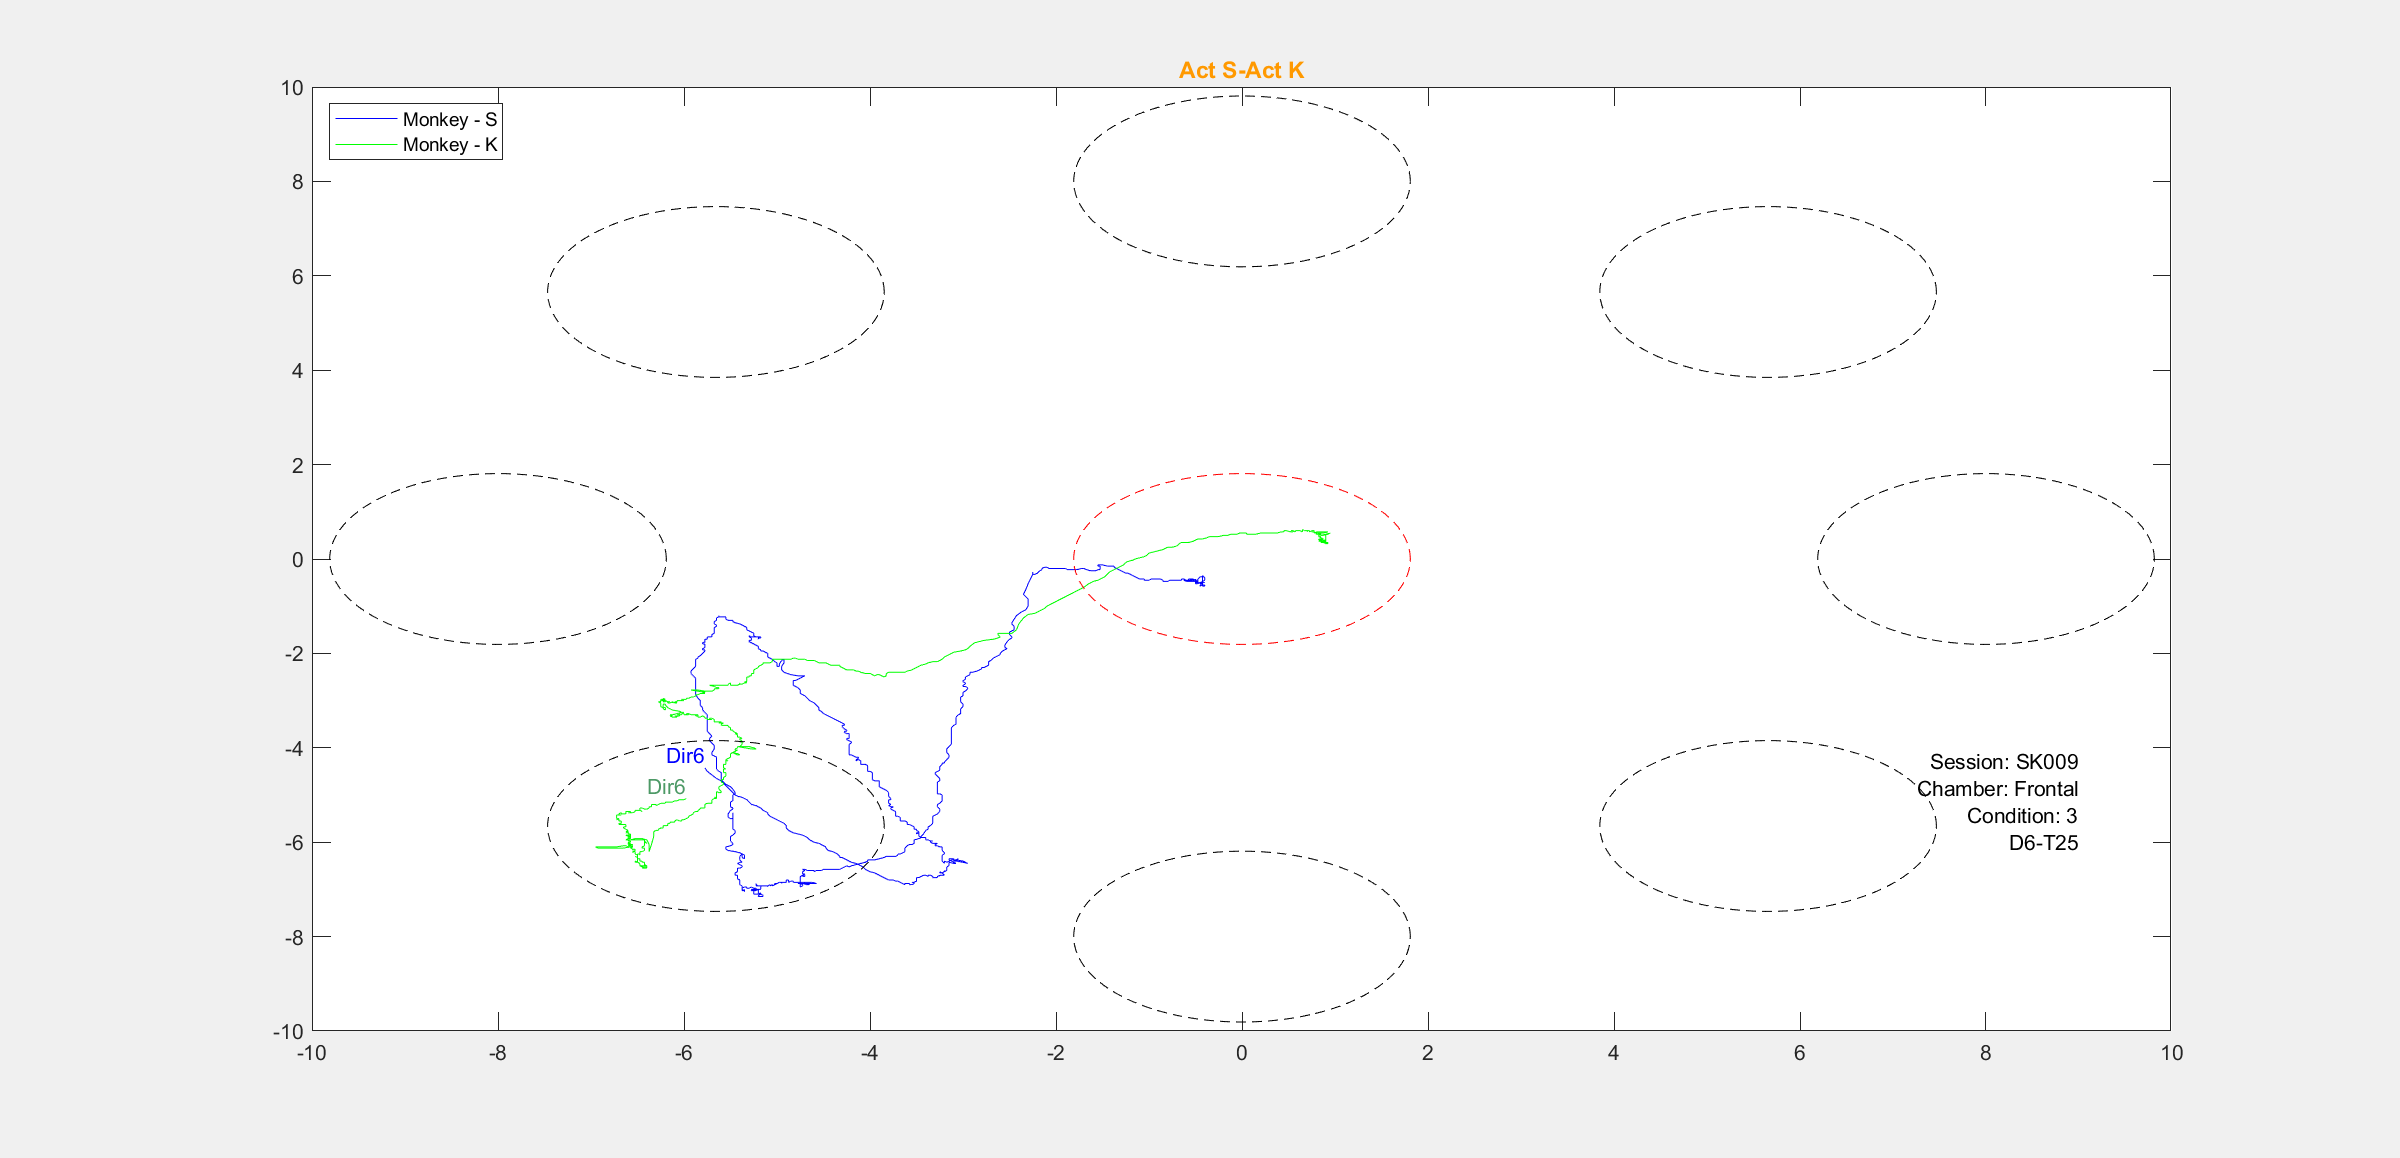 Act S-Act K
Monkey - S
Monkey - K
10
8
6
4
2
0
-2
-4
-6
-8
-10
Dir6
Dir6
Session: SK009
Chamber: Frontal
Condition: 3
D6-T25
-10 -8 -6 -4 -2 0 2 4 6 8 10